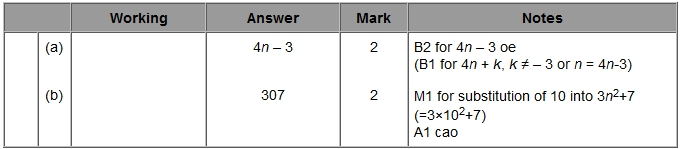 Working Answer Mark Notes
(a) 4n – 3 2 B2 for 4n – 3 oe
(B1 for 4n + k, k ≠ – 3 or n = 4n-3)
(b) 307 2 M1 for substitution of 10 into 3n²+7
(=3×10²+7)
A1 cao